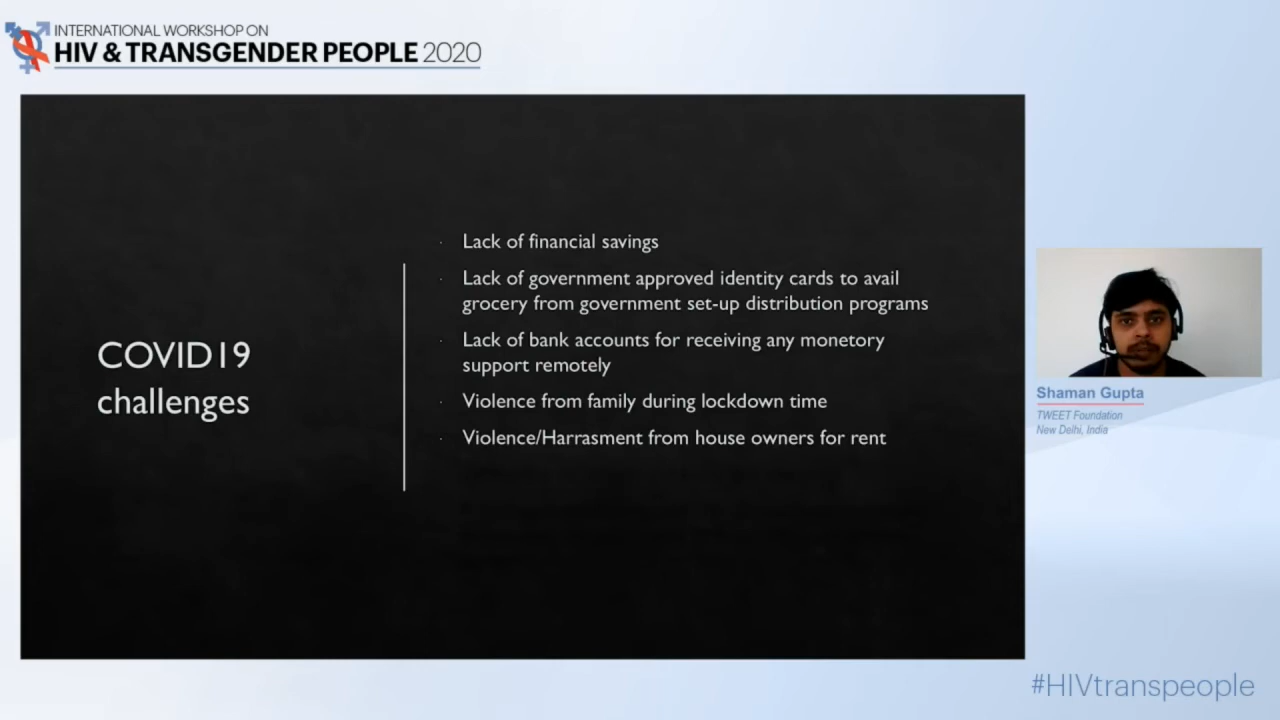 INTERNATIONAL WORKSHOP ON
HIV & TRANSGENDER PEOPLE 2020
COVID19
challenges
· Lack of financial savings
· Lack of government approved identity cards to avail
grocery from government set-up distribution programs
· Lack of bank accounts for receiving any monetary
support remotely
· Violence from family during lockdown time
· Violence/Harrasment from house owners for rent
Shaman Gupta
TWEET Foundation
New Delhi, India
#HIVtranspeople